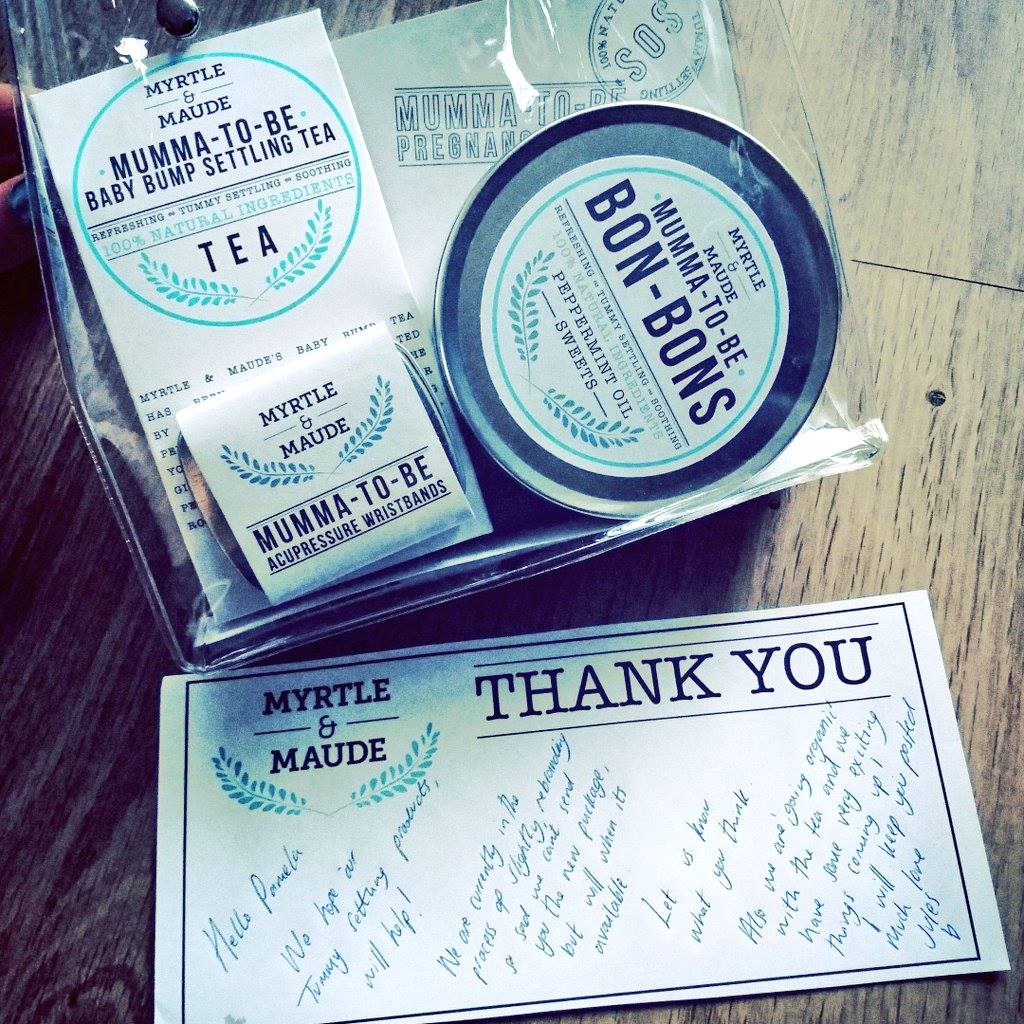 MYRTLE
&
MAUDE
MUMMA-TO-BE
BABY BUMP SETTLING TEA
REFRESHING ∞ TUMMY SETTLING ∞ SOOTHING
100% NATURAL INGREDIENTS
TEA
MYRTLE & MAUDE'S BABY BUMP TEA
HAS
BY
MUMMA-TO-BE
PREGNAN
SOS
100% NAT
TUMMY SETTLING
MYRTLE
&
MAUDE
MUMMA-TO-BE
BON-BONS
REFRESHING ∞ TUMMY SETTLING ∞ SOOTHING
100% NATURAL INGREDIENTS
PEPPERMINT OIL
SWEETS
MYRTLE
&
MAUDE
MUMMA-TO-BE
ACUPRESSURE WRISTBANDS
MYRTLE
&
MAUDE
THANK YOU
Hello Pamela
We hope our
Tummy settling products,
will help!
We are currently in the
process of slightly rebranding
so we cant send
you the new package,
but will when its
available
Let us know
what you think.
Also we are going organic
with the tea and we
have some very exciting
things coming up!
I will keep you posted
Much love
Jules